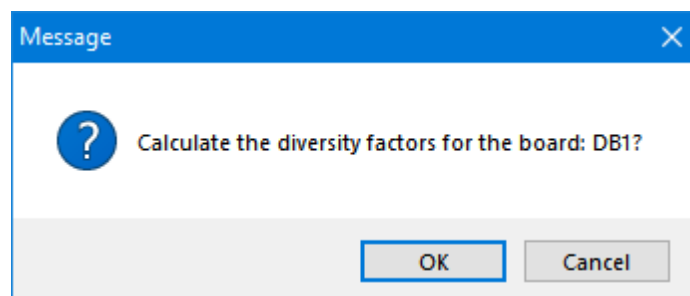 Message
Calculate the diversity factors for the board: DB1?
OK
Cancel